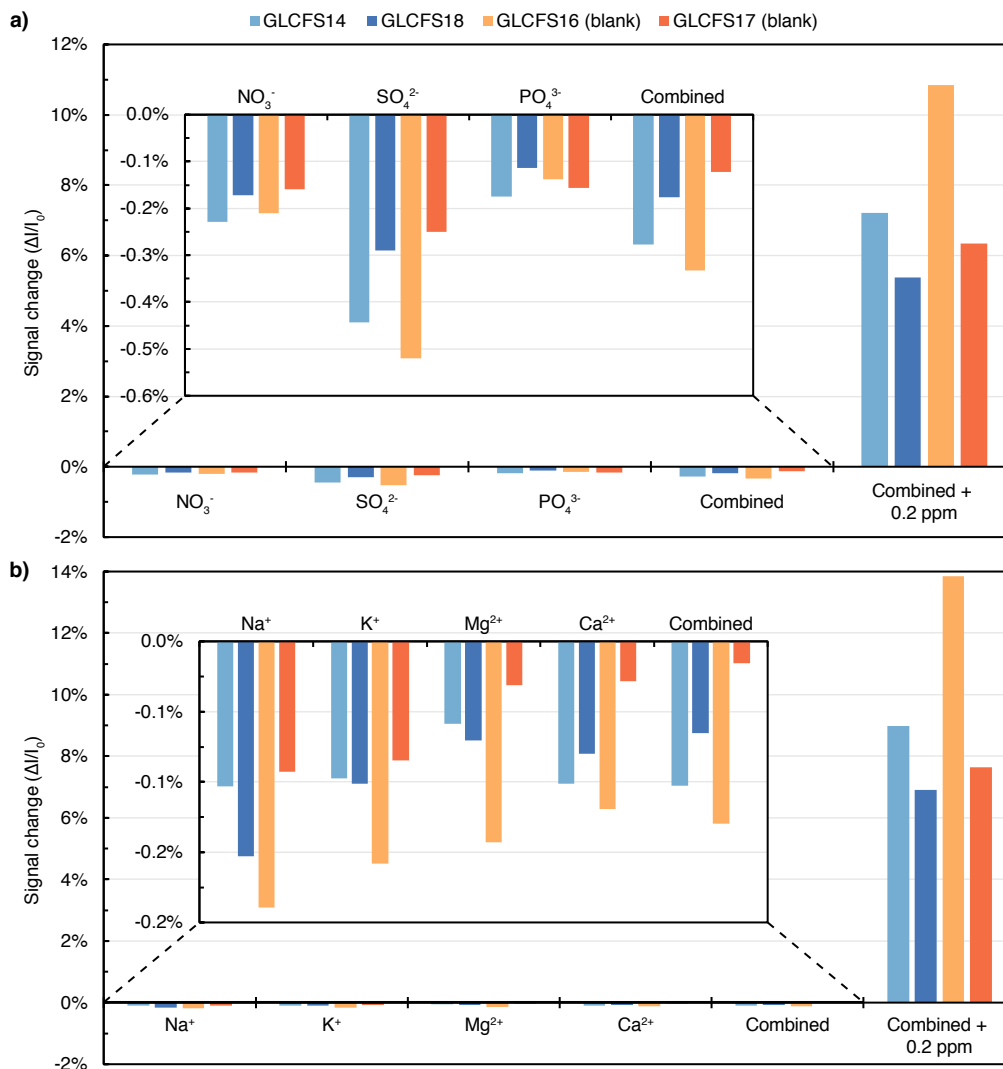 GLCFS14 GLCFS18 GLCFS16 (blank) GLCFS17 (blank)
a)
12%
10%
8%
6%
4%
2%
0%
-2%
Signal change (ΔI/I₀)
NO₃⁻ SO₄²⁻ PO₄³⁻ Combined
0.0%
-0.1%
-0.2%
-0.3%
-0.4%
-0.5%
-0.6%
NO₃⁻ SO₄²⁻ PO₄³⁻ Combined Combined +
0.2 ppm
b)
14%
12%
10%
8%
6%
4%
2%
0%
-2%
Signal change (ΔI/I₀)
Na⁺ K⁺ Mg²⁺ Ca²⁺ Combined
0.0%
-0.1%
-0.1%
-0.2%
-0.2%
Na⁺ K⁺ Mg²⁺ Ca²⁺ Combined Combined +
0.2 ppm